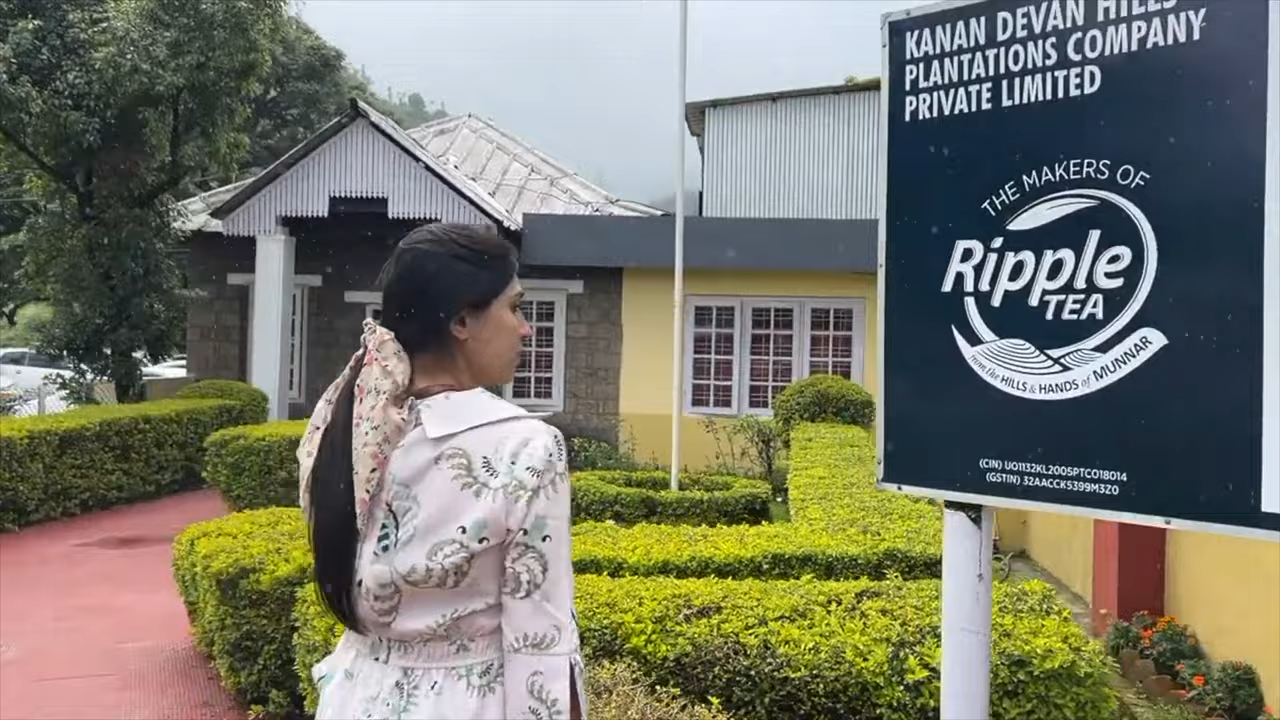 KANAN DEVAN HILLS
PLANTATIONS COMPANY
PRIVATE LIMITED
THE MAKERS OF
Ripple
TEA
from the HILLS & HANDS of MUNNAR
(CIN) U01132KL2005PTC018014
(GSTIN) 32AACCK5399M3Z0